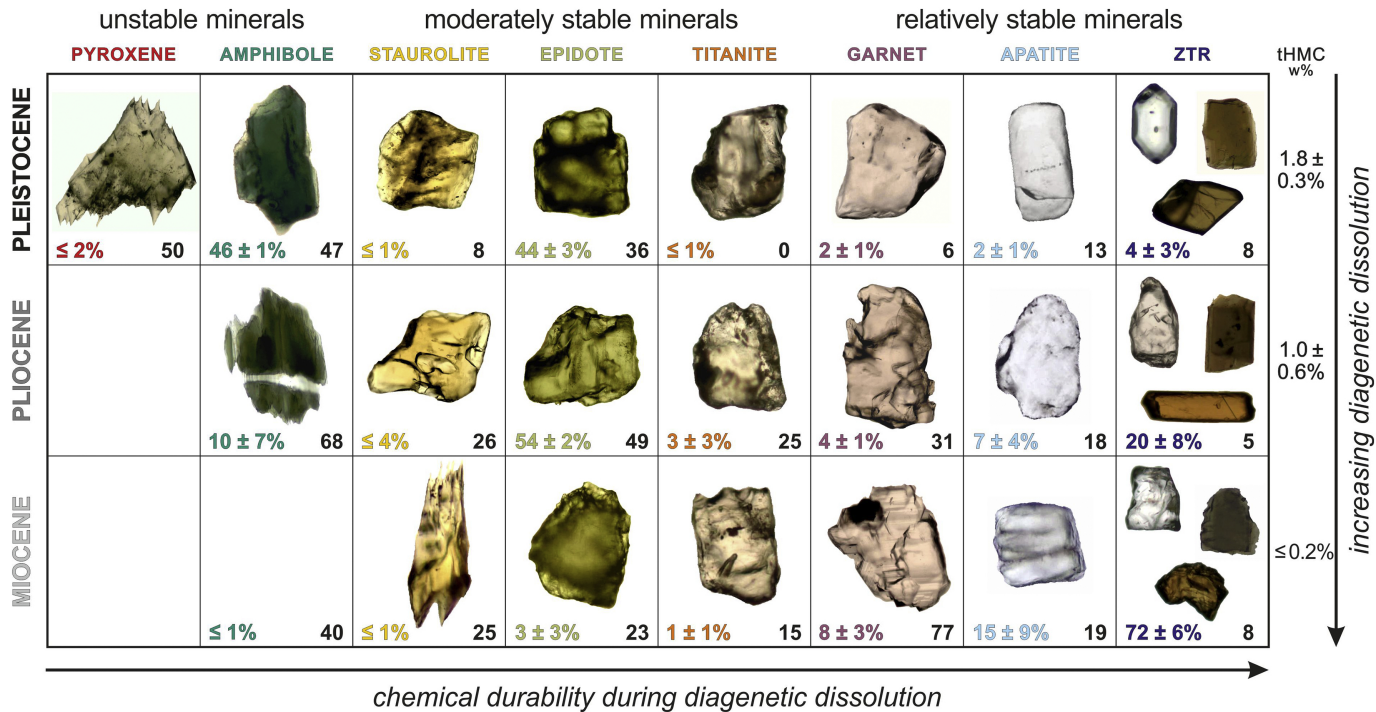 unstable minerals moderately stable minerals relatively stable minerals
PYROXENE AMPHIBOLE STAUROLITE EPIDOTE TITANITE GARNET APATITE ZTR tHMC
w%
PLEISTOCENE
1.8 ±
0.3%
≤ 2% 50 46 ± 1% 47 ≤ 1% 8 44 ± 3% 36 ≤ 1% 0 2 ± 1% 6 2 ± 1% 13 4 ± 3% 8
PLIOCENE
1.0 ±
0.6%
10 ± 7% 68 ≤ 4% 26 54 ± 2% 49 3 ± 3% 25 4 ± 1% 31 7 ± 4% 18 20 ± 8% 5
MIOCENE
≤0.2%
≤ 1% 40 ≤ 1% 25 3 ± 3% 23 1 ± 1% 15 8 ± 3% 77 15 ± 9% 19 72 ± 6% 8
increasing diagenetic dissolution
chemical durability during diagenetic dissolution